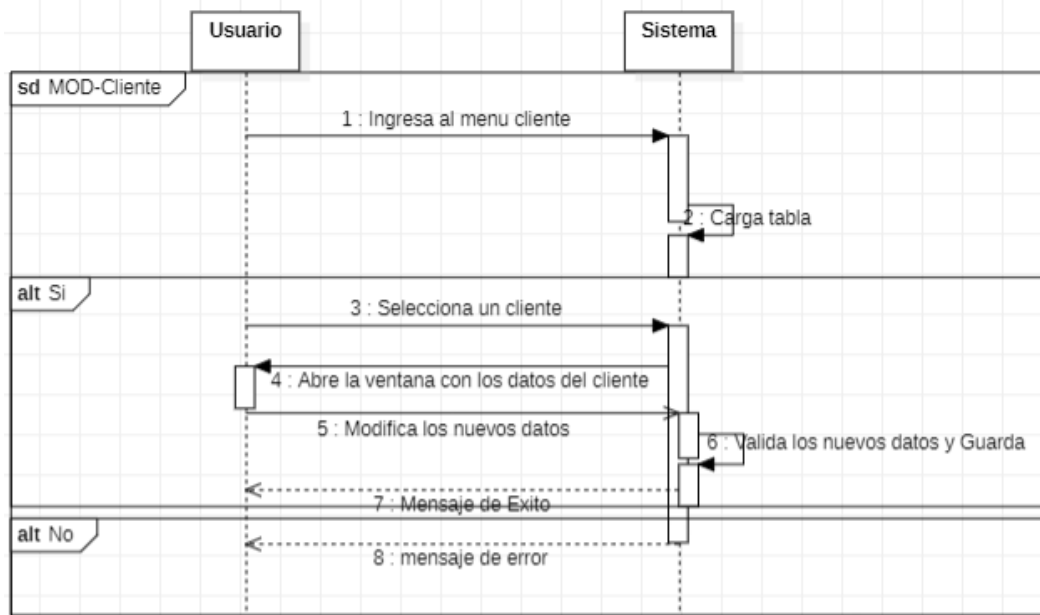 Usuario
Sistema
sd MOD-Cliente
1 : Ingresa al menu cliente
2 : Carga tabla
alt Si
3 : Selecciona un cliente
4 : Abre la ventana con los datos del cliente
5 : Modifica los nuevos datos
6 : Valida los nuevos datos y Guarda
7 : Mensaje de Exito
alt No
8 : mensaje de error